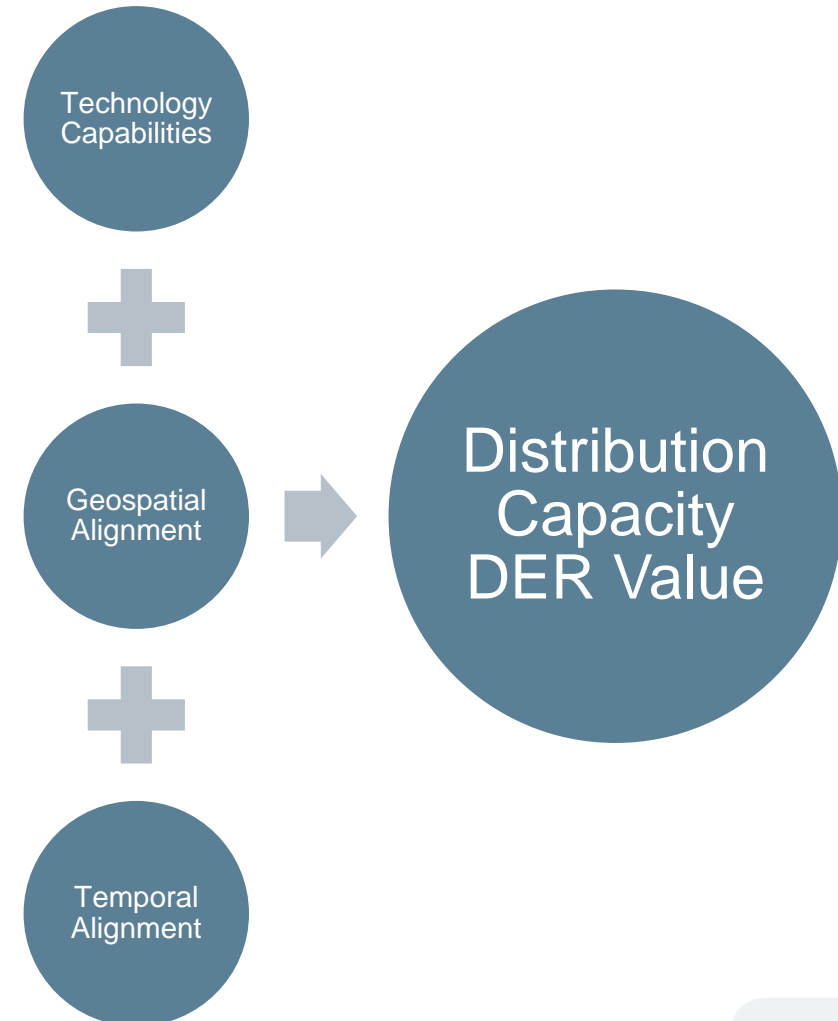 Technology
Capabilities
Geospatial
Alignment
Temporal
Alignment
Distribution
Capacity
DER Value